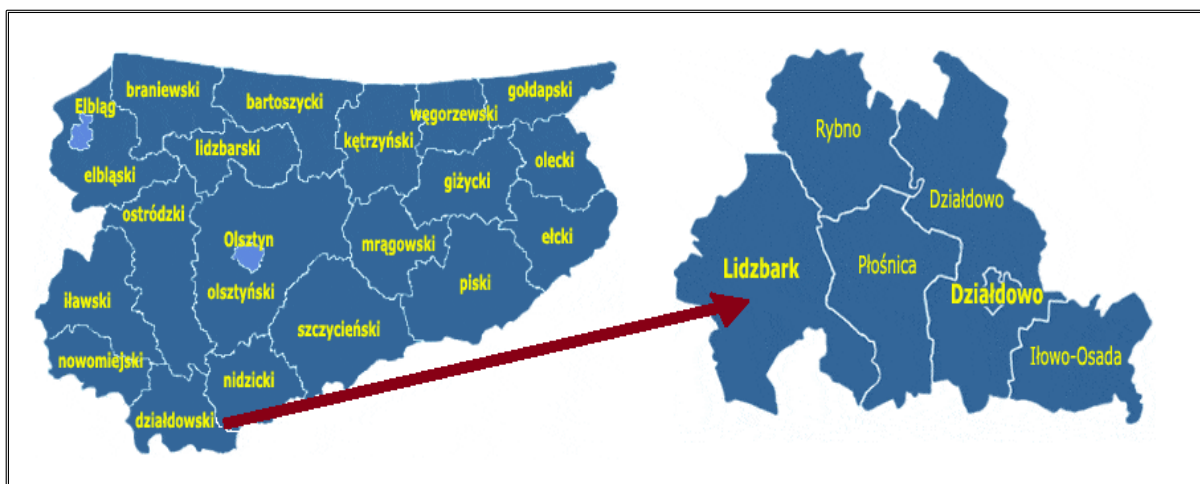 gołdapski
braniewski
bartoszycki
Elbląg
węgorzewski
kętrzyński
lidzbarski
olecki
elbląski
giżycki
ostródzki
Olsztyn
mrągowski
ełcki
piski
olsztyński
iławski
szczycieński
nowomiejski
nidzicki
działdowski
Rybno
Działdowo
Lidzbark
Płośnica
Działdowo
Iłowo-Osada